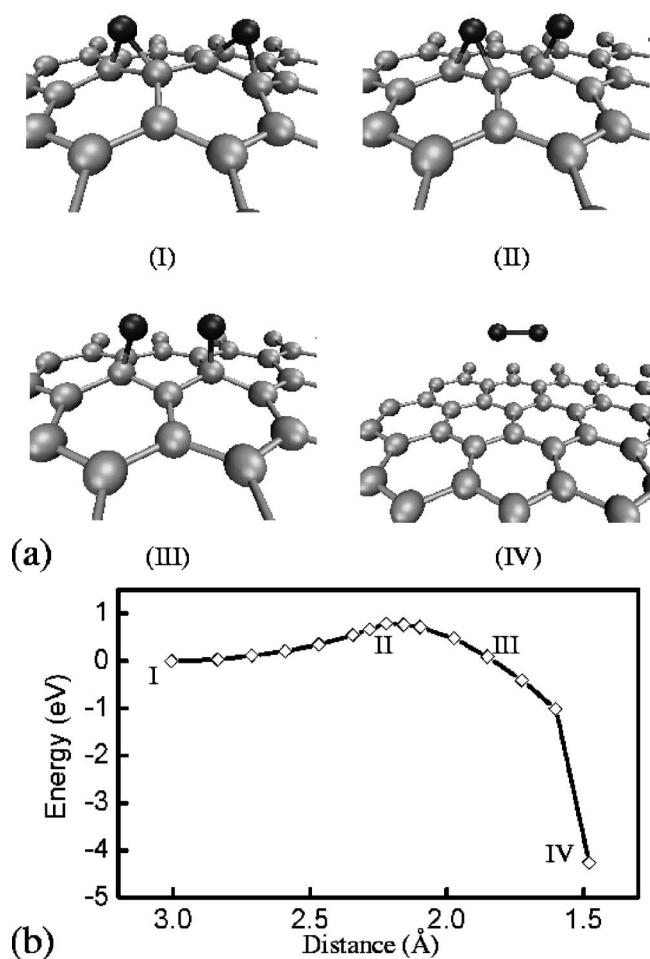 (I)
(II)
(a)
(III)
(IV)
1
0
-1
-2
-3
-4
-5
Energy (eV)
I
II
III
IV
3.0
2.5
2.0
1.5
(b)
Distance (Å)